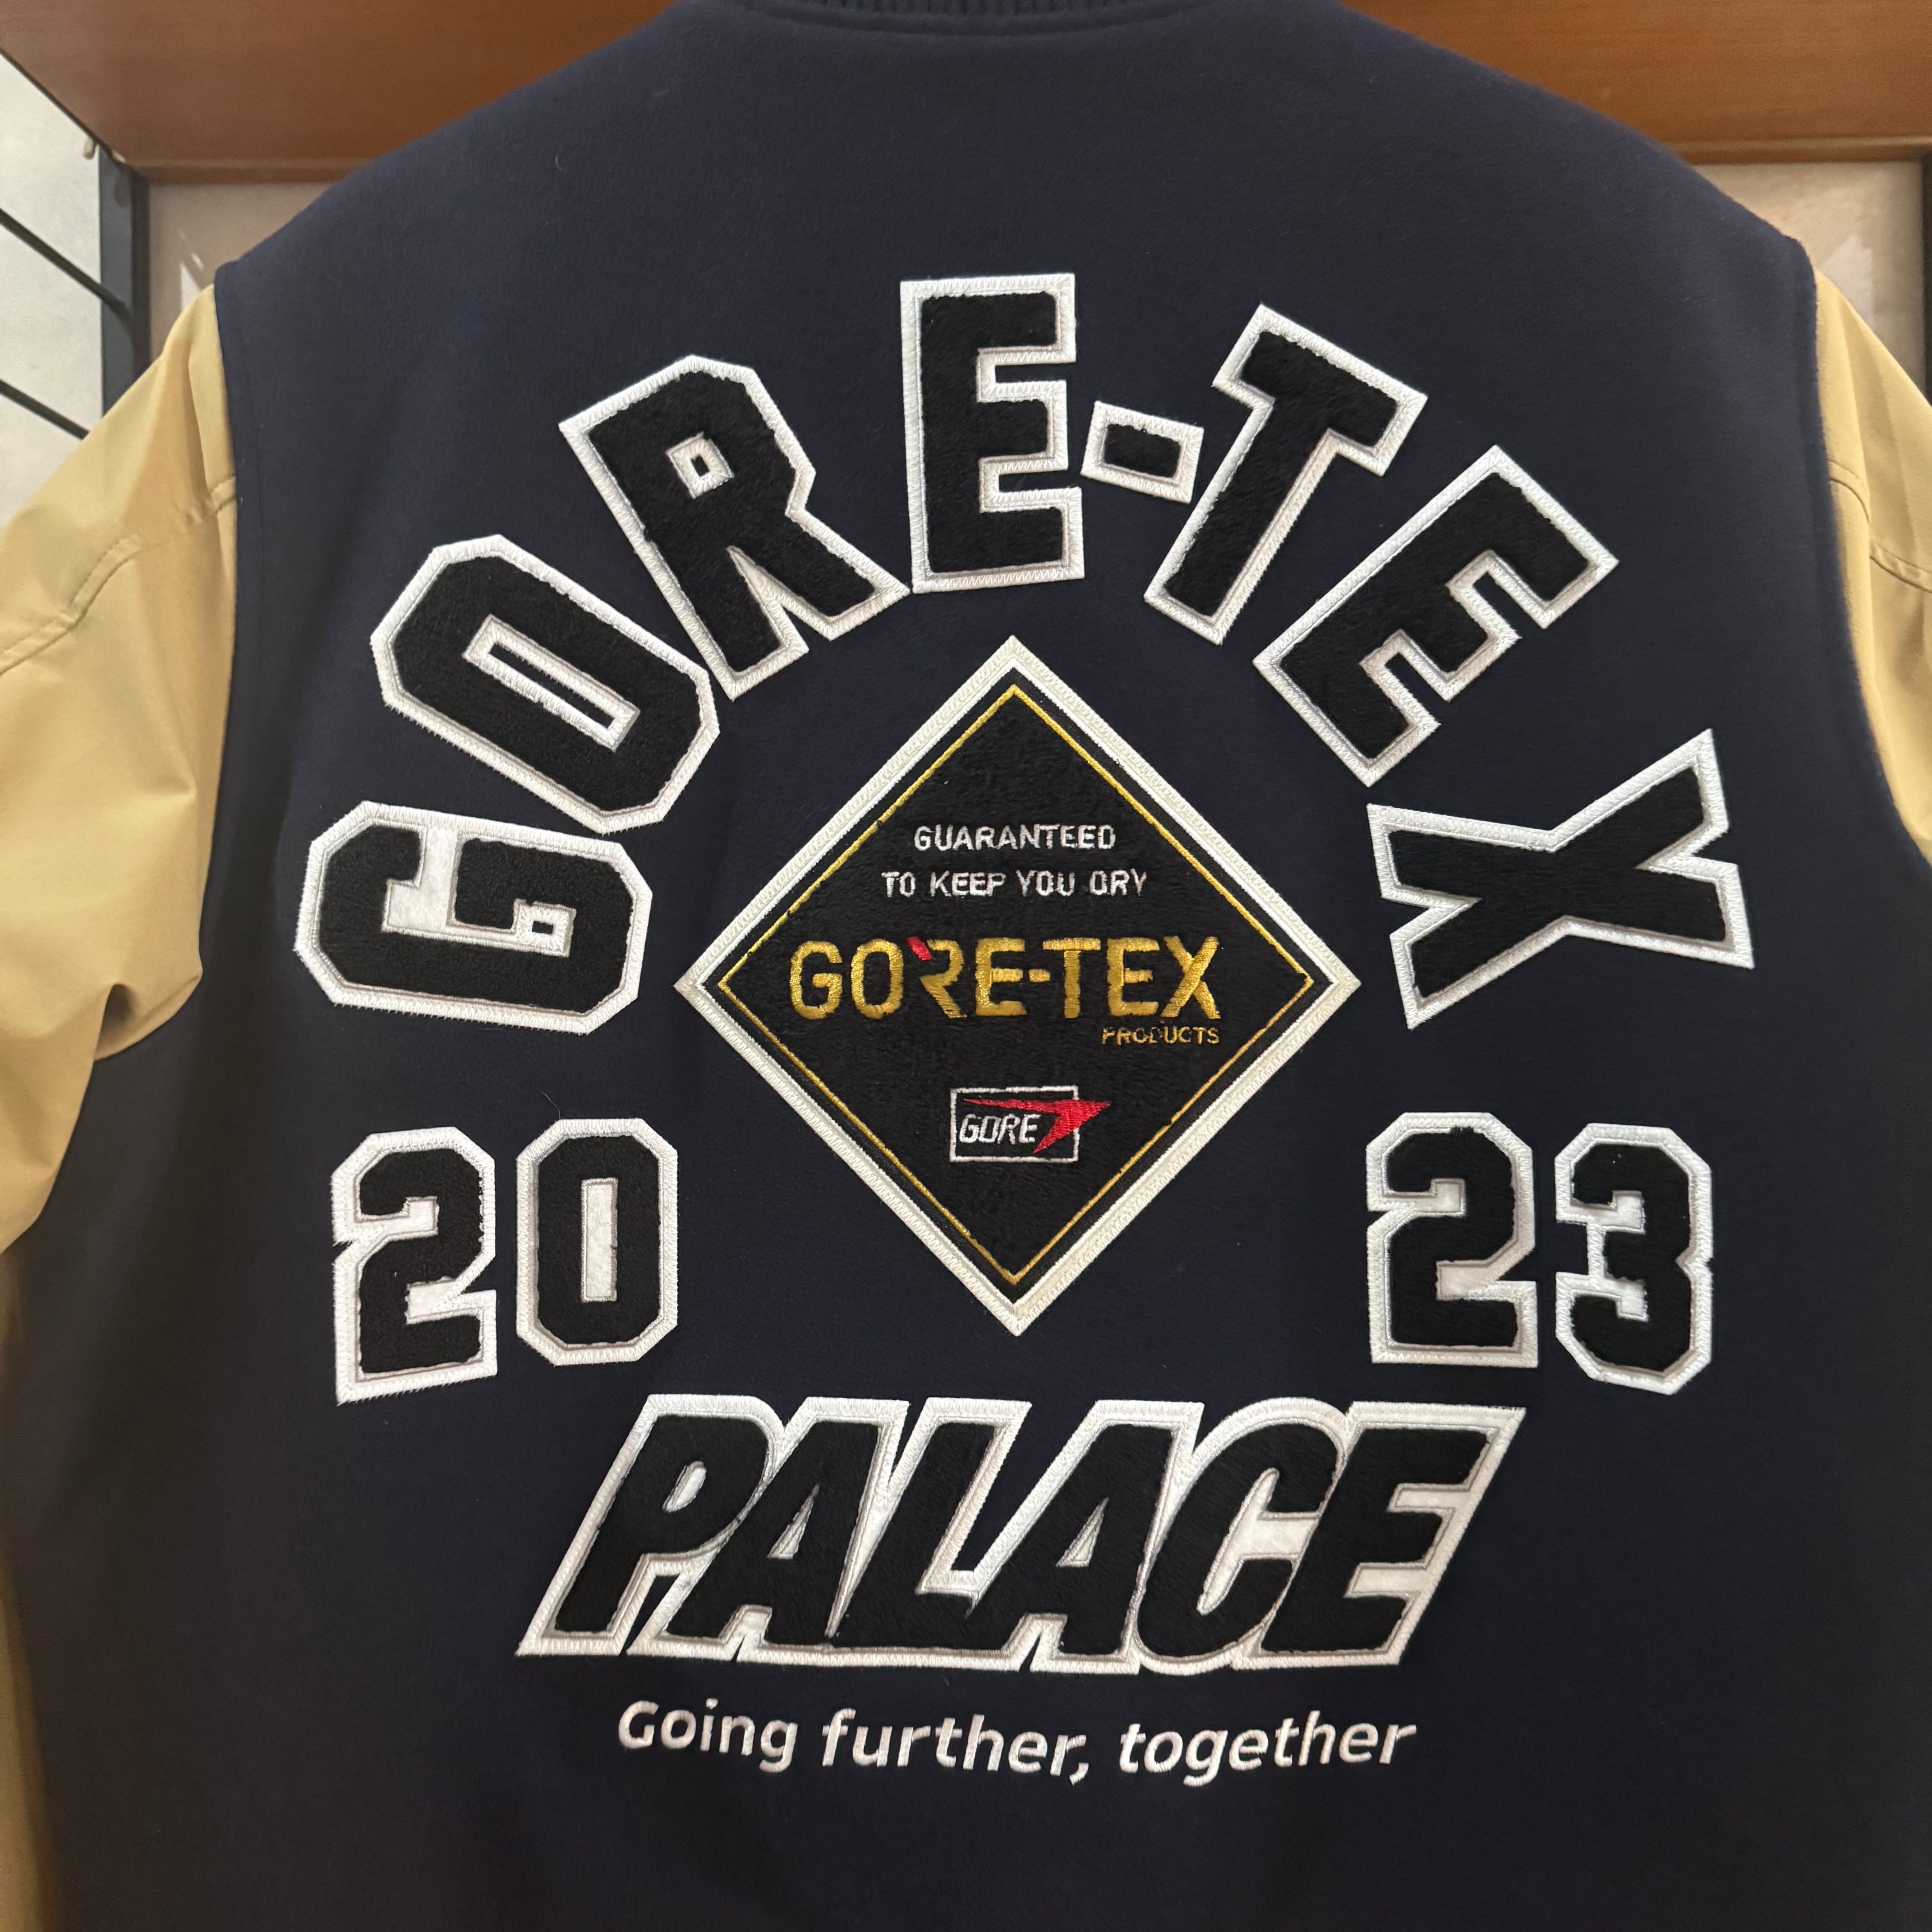 GORE-TEX
GUARANTEED
TO KEEP YOU DRY
GORE-TEX
PRODUCTS
GORE
20 23
PALACE
Going further, together